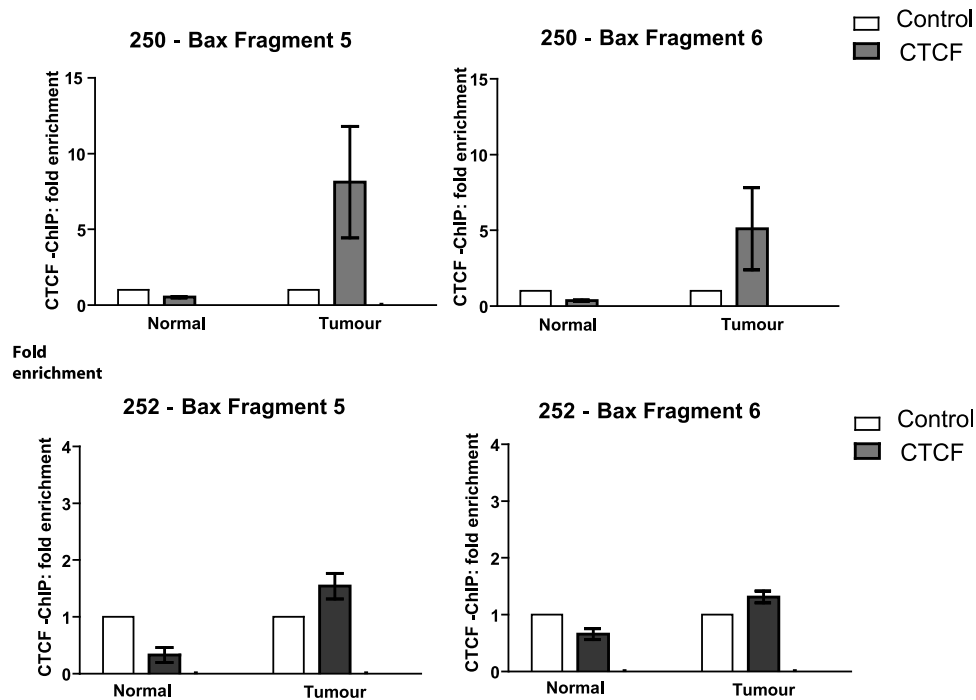 250 - Bax Fragment 5
250 - Bax Fragment 6
Control
CTCF
CTCF -ChIP: fold enrichment
15
10
5
0
Normal
Tumour
CTCF -ChIP: fold enrichment
15
10
5
0
Normal
Tumour
Fold
enrichment
252 - Bax Fragment 5
252 - Bax Fragment 6
Control
CTCF
CTCF -ChIP: fold enrichment
4
3
2
1
0
Normal
Tumour
CTCF -ChIP: fold enrichment
4
3
2
1
0
Normal
Tumour